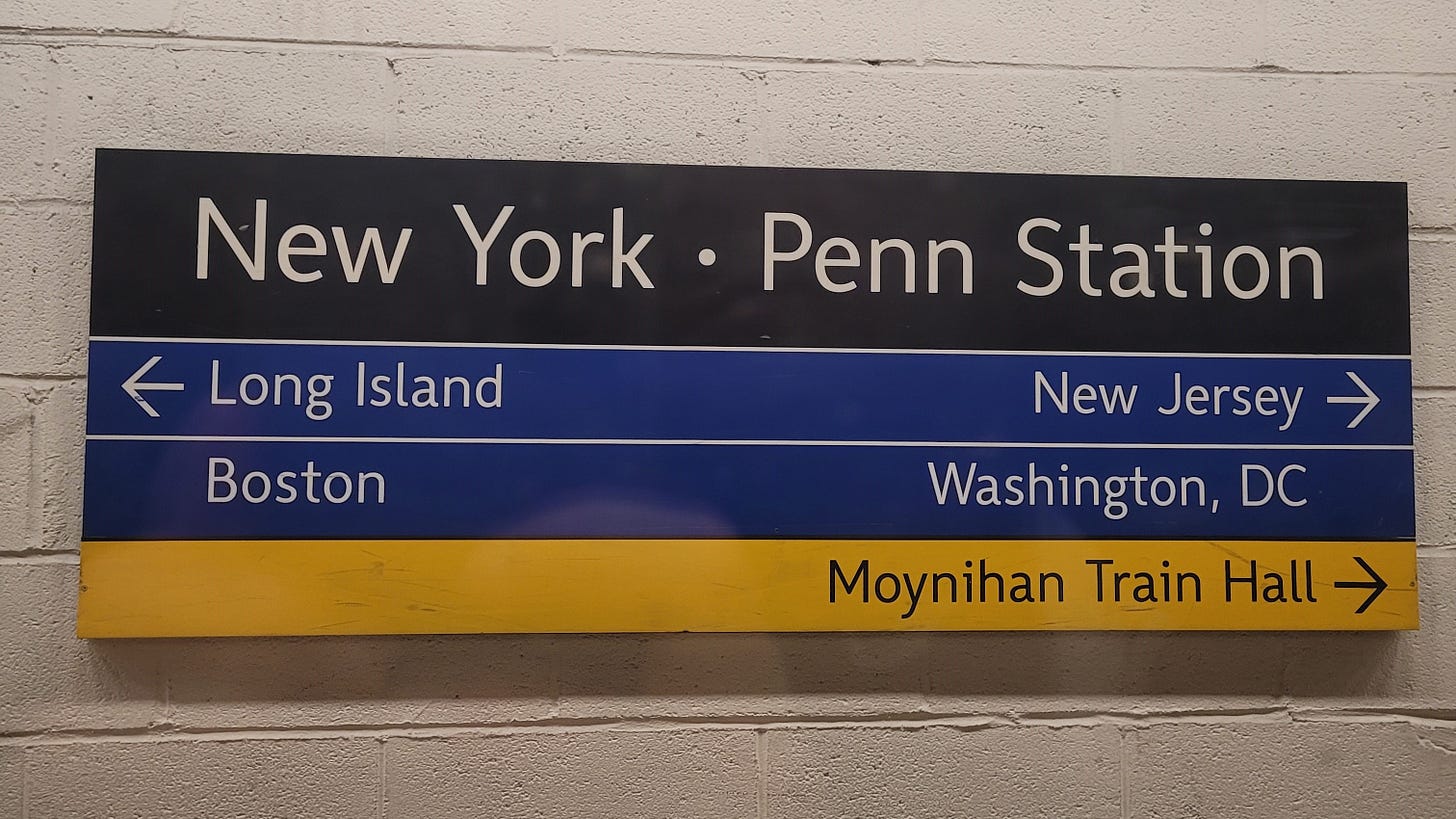 New York • Penn Station
← Long Island New Jersey →
Boston Washington, DC
Moynihan Train Hall →